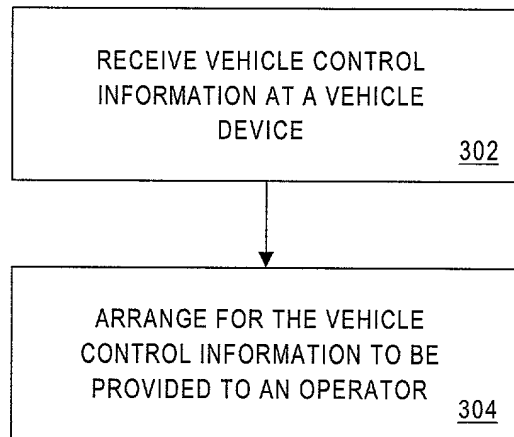 RECEIVE VEHICLE CONTROL
INFORMATION AT A VEHICLE
DEVICE
302
ARRANGE FOR THE VEHICLE
CONTROL INFORMATION TO BE
PROVIDED TO AN OPERATOR
304